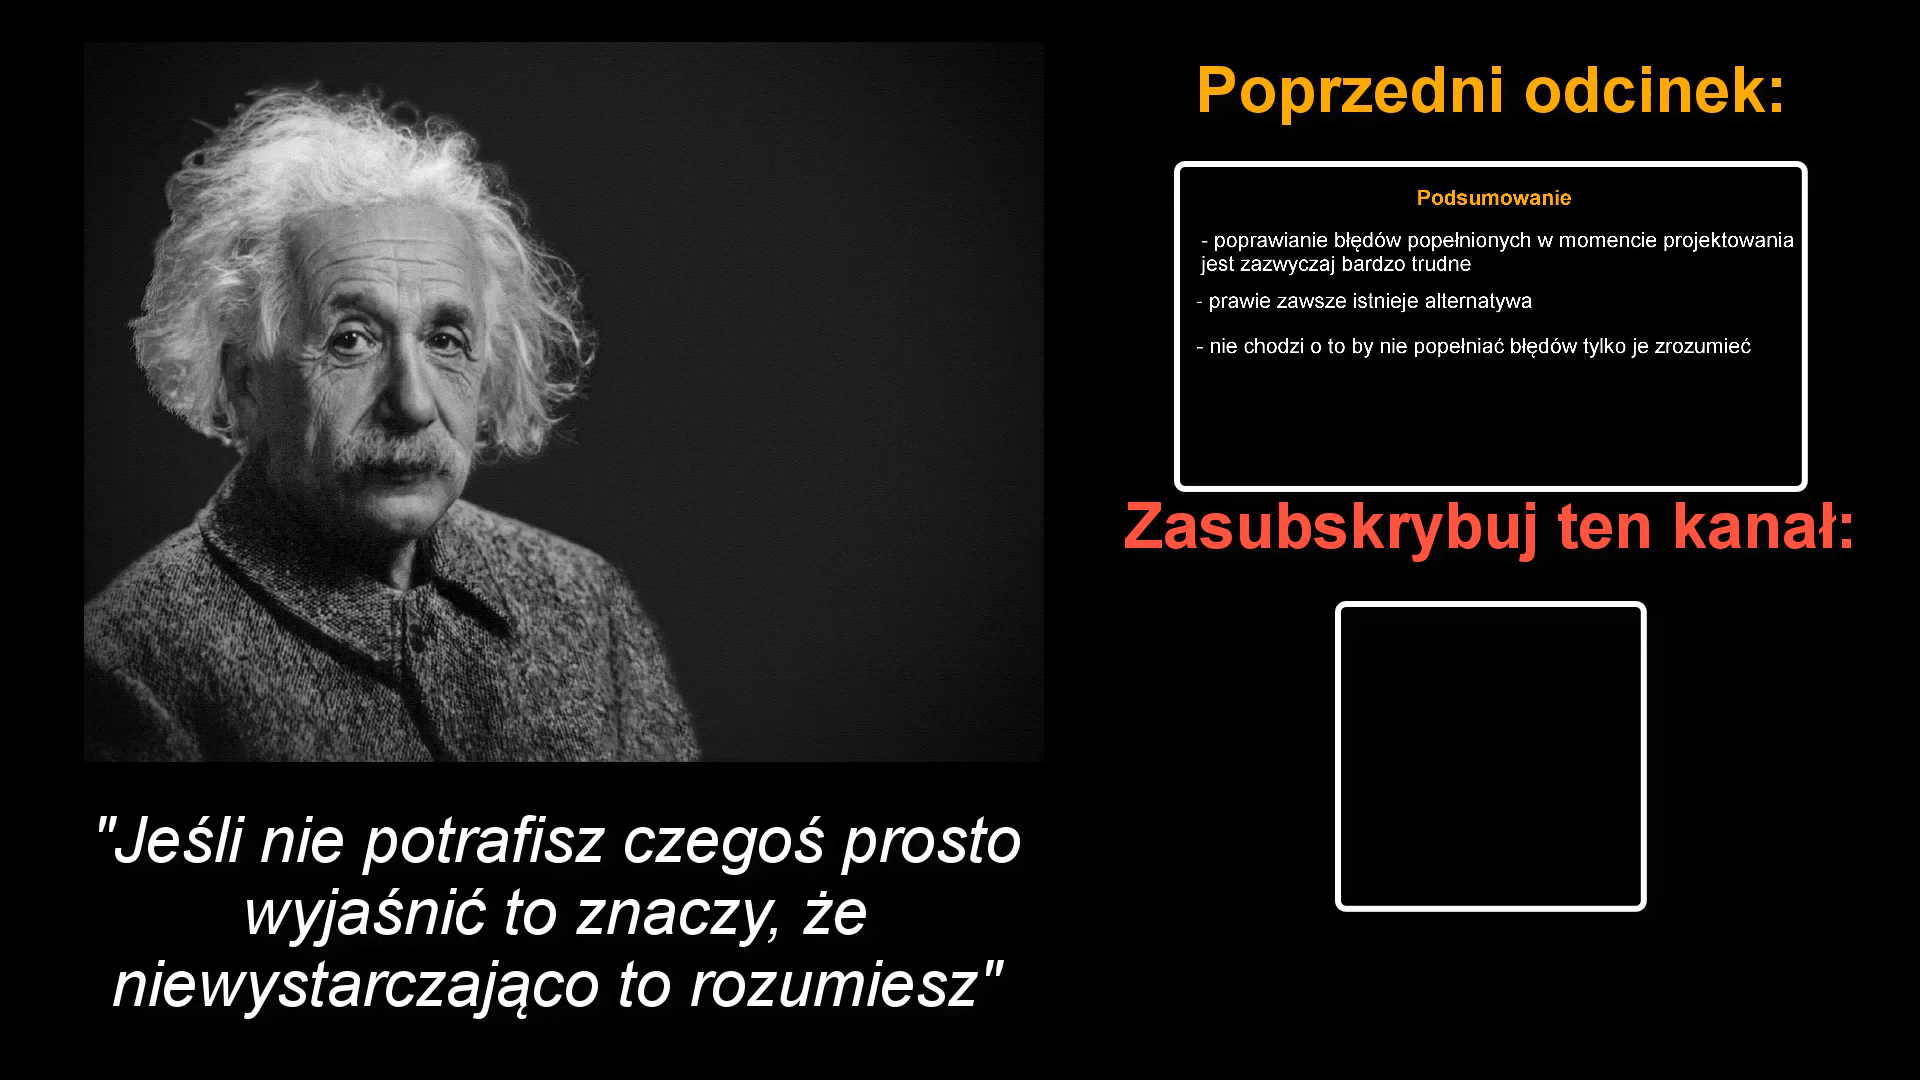 Poprzedni odcinek:
Podsumowanie
- poprawianie błędów popełnionych w momencie projektowania
jest zazwyczaj bardzo trudne
- prawie zawsze istnieje alternatywa
- nie chodzi o to by nie popełniać błędów tylko je zrozumieć
Zasubskrybuj ten kanał:
"Jeśli nie potrafisz czegoś prosto
wyjaśnić to znaczy, że
niewystarczająco to rozumiesz"